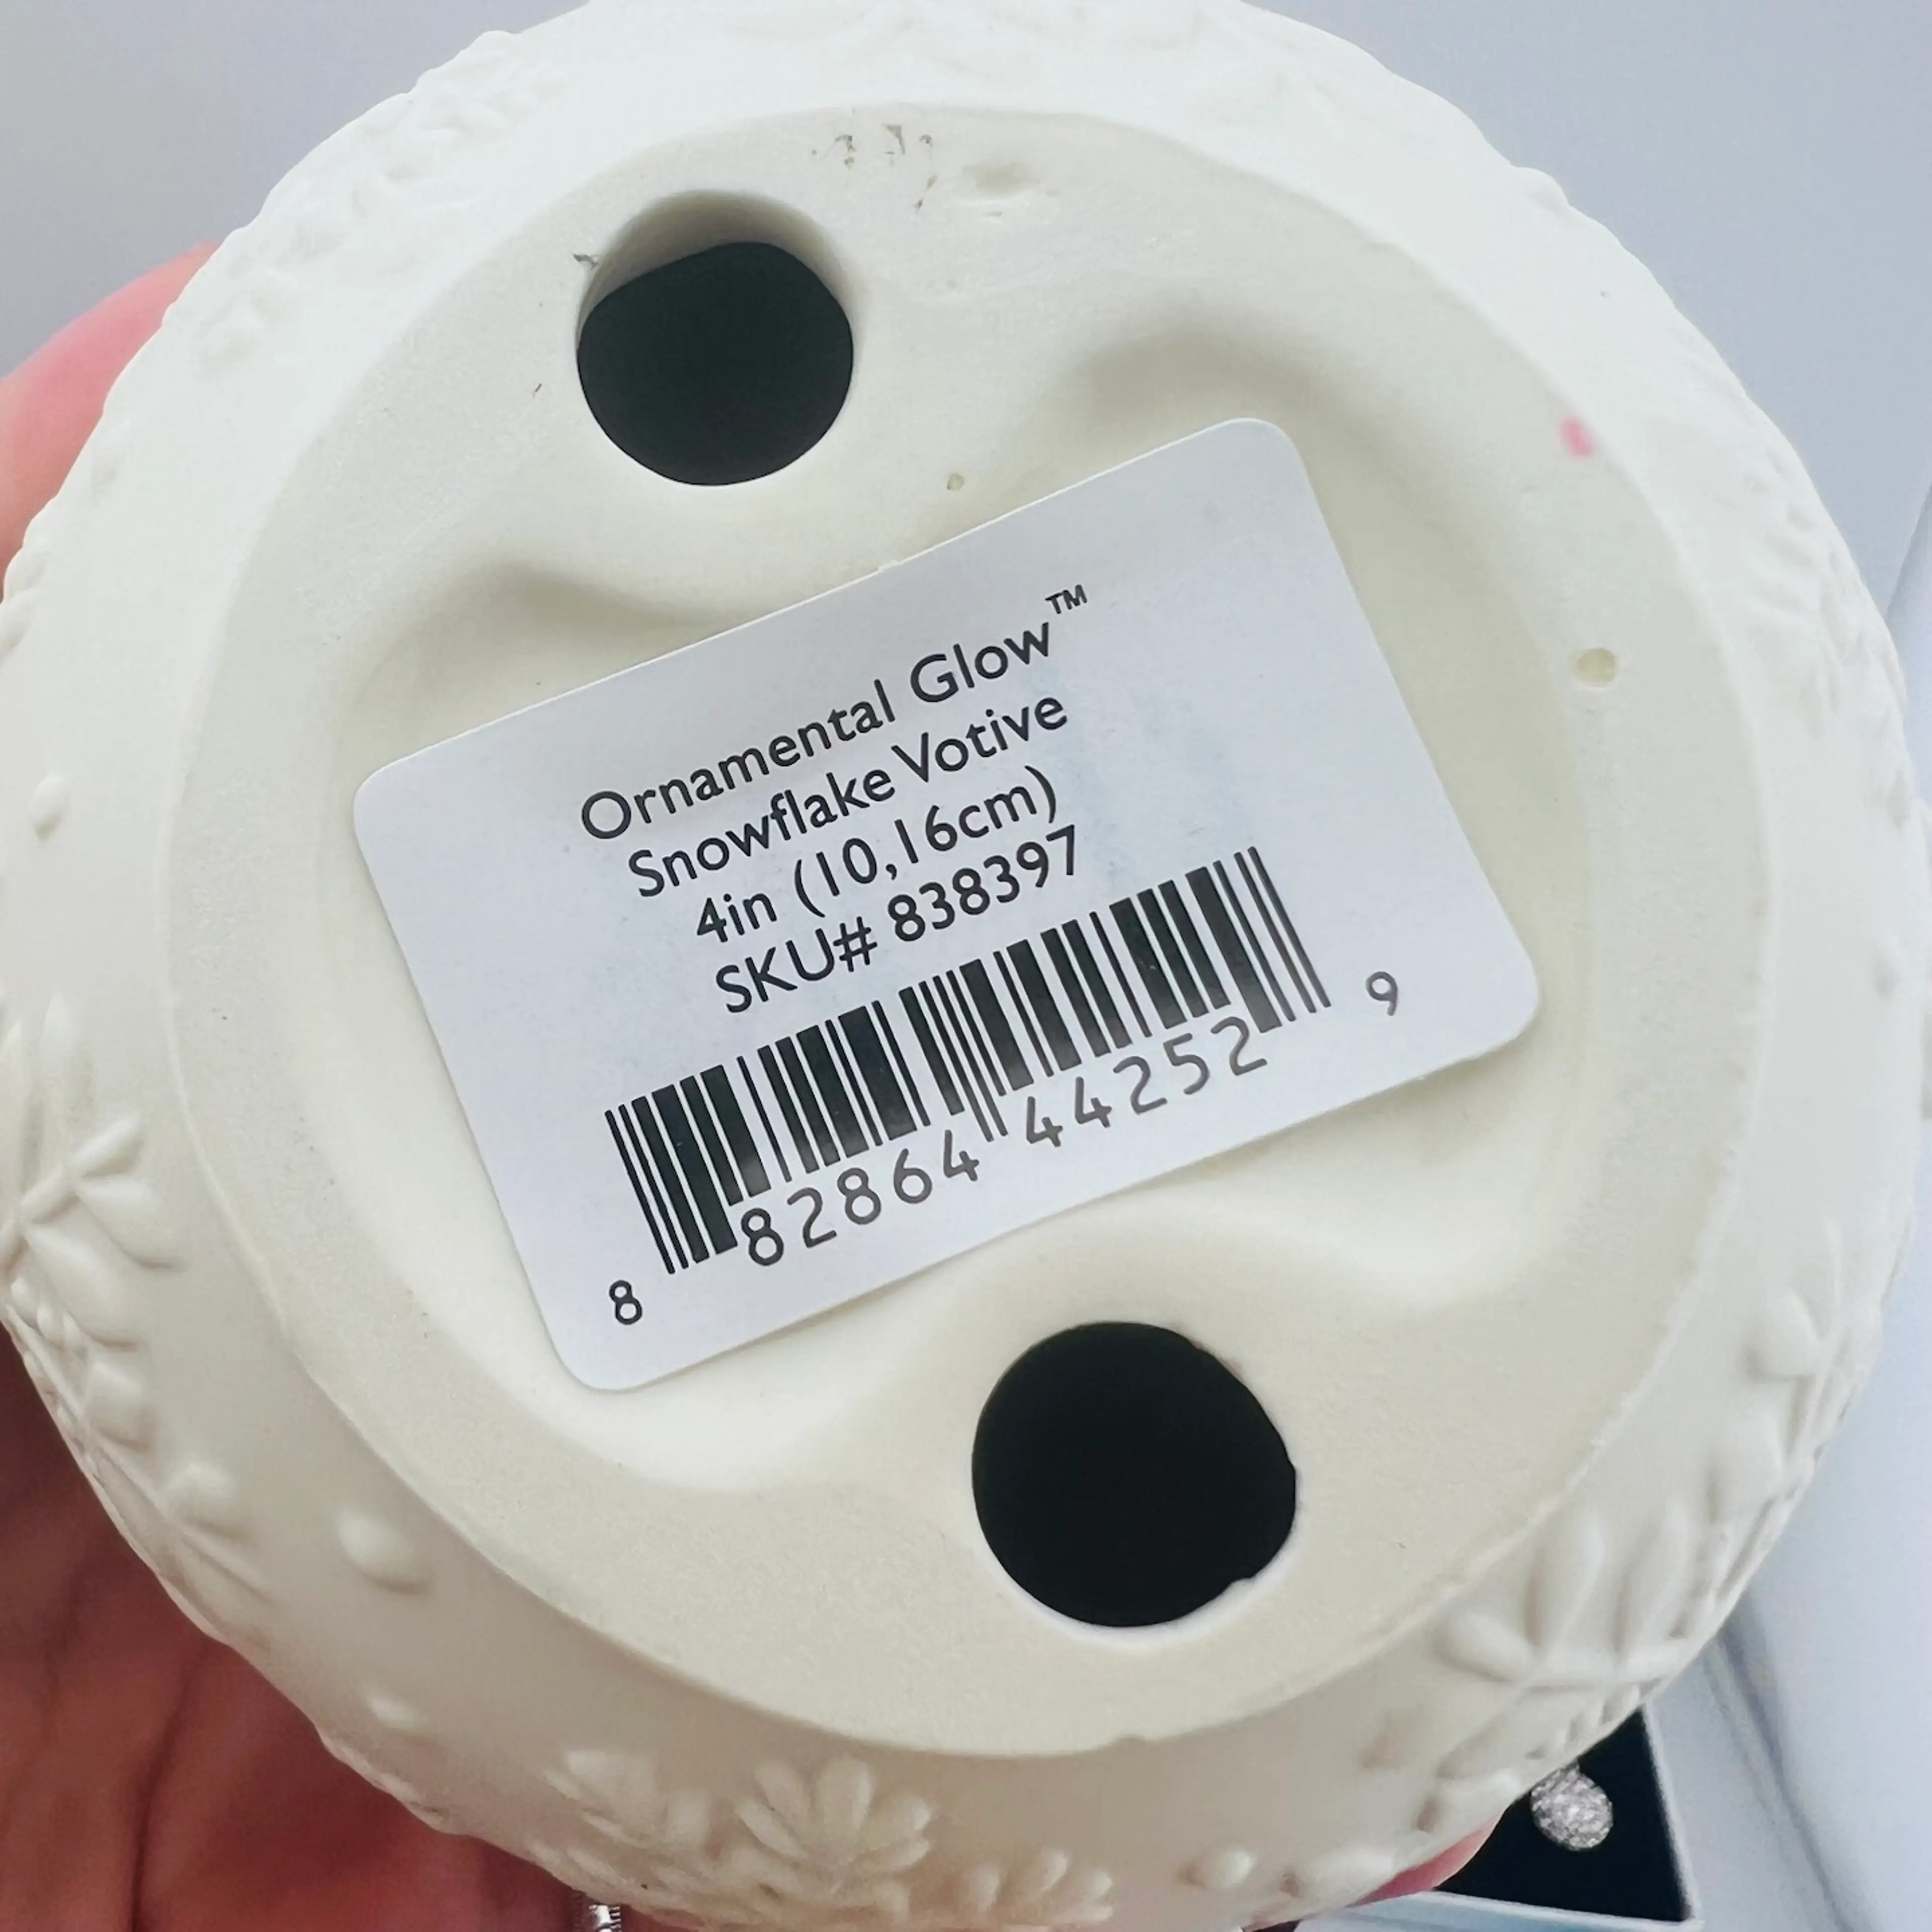 Ornamental Glow™
Snowflake Votive
4in (10,16cm)
SKU# 838397
8 82864 44252 9